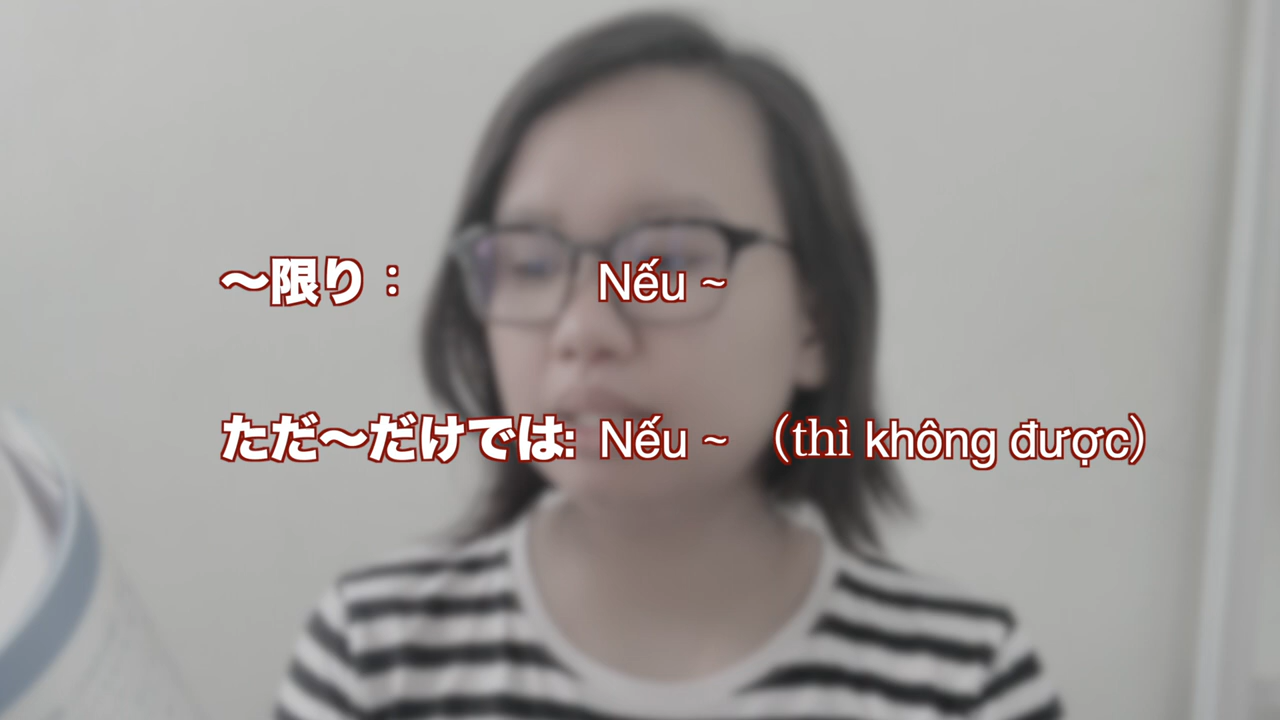 ～限り： Nếu ~
ただ～だけでは: Nếu ~ （thì không được）